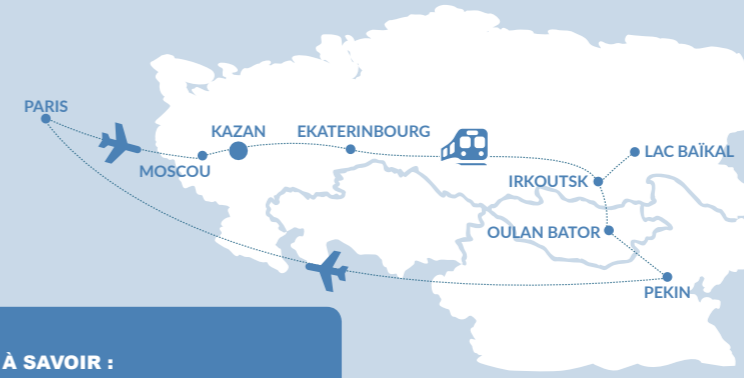 PARIS
KAZAN
EKATERINBOURG
MOSCOU
LAC BAÏKAL
IRKOUTSK
OULAN BATOR
PEKIN
À SAVOIR :